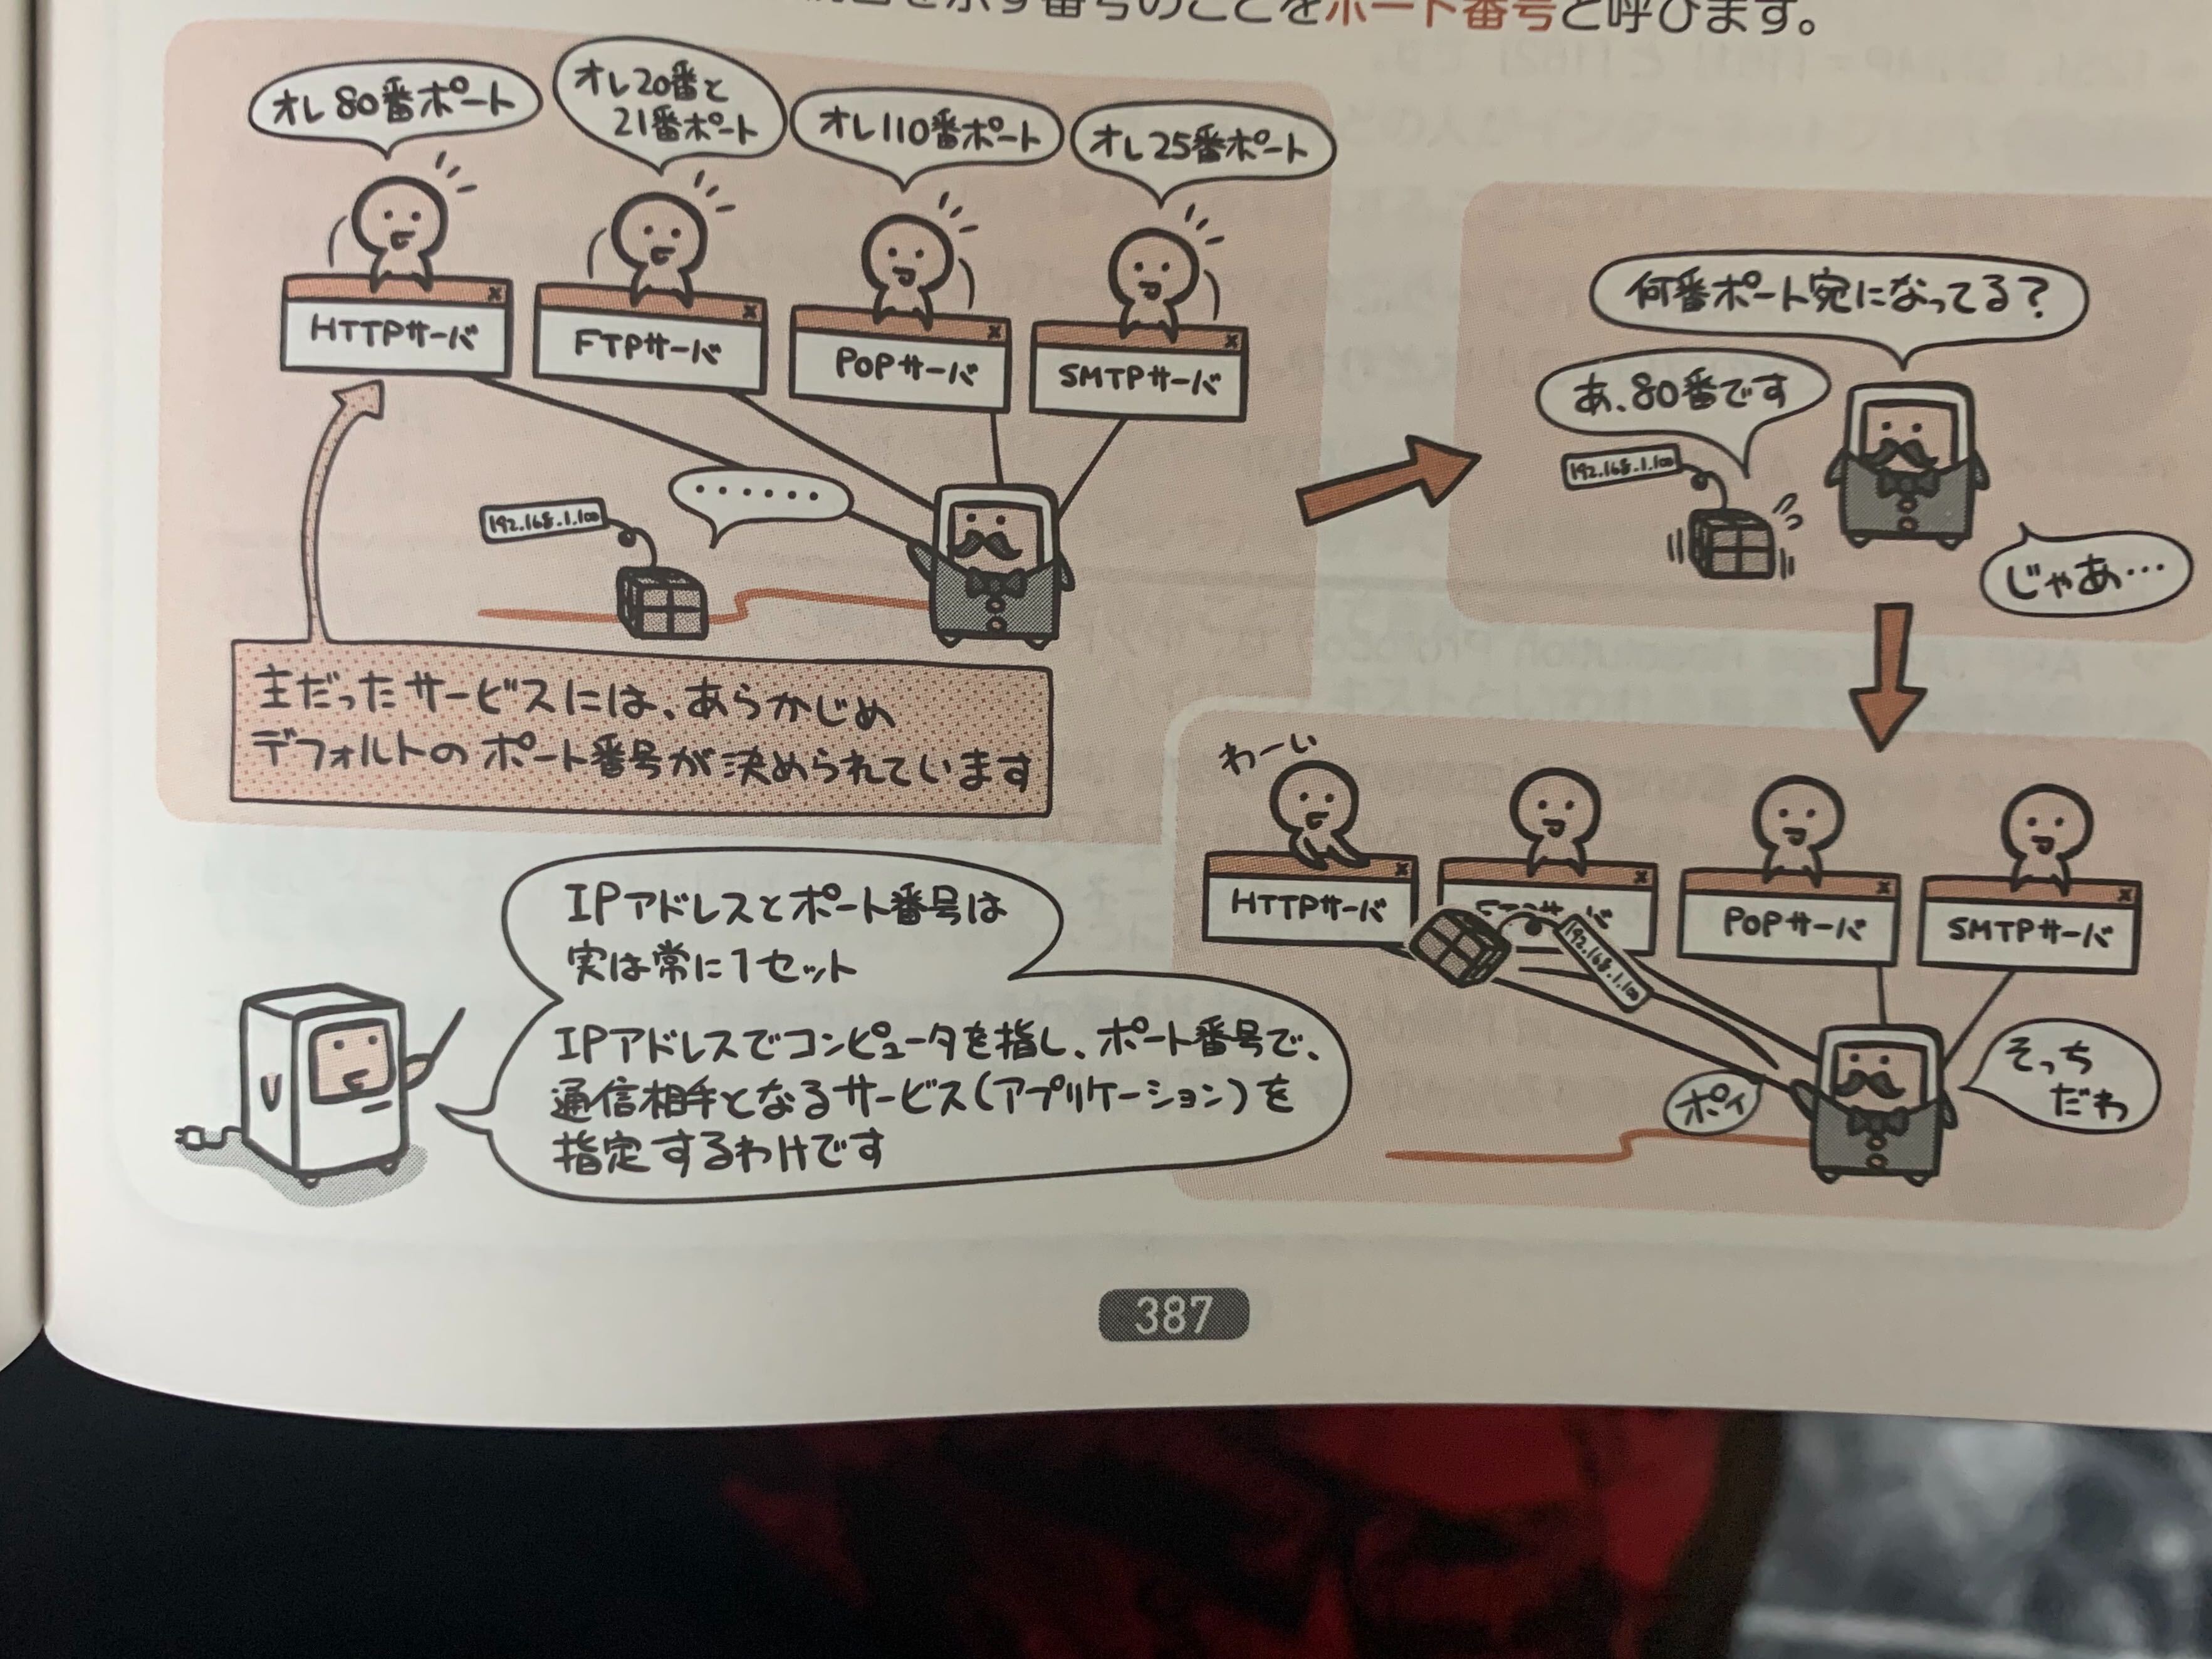 を示す番号のことをポート番号と呼びます。
オレ80番ポート
オレ20番と
21番ポート
オレ110番ポート
オレ25番ポート
HTTPサーバ
FTPサーバ
POPサーバ
SMTPサーバ
192.168.1.100
・・・・・・
主だったサービスには、あらかじめ
デフォルトのポート番号が決められています
何番ポート宛になってる?
あ、80番です
192.168.1.100
じゃあ…
わーい
HTTPサーバ
FTPサーバ
POPサーバ
SMTPサーバ
192.168.1.100
ポイ
そっち
だわ
IPアドレスとポート番号は
実は常に1セット
IPアドレスでコンピュータを指し、ポート番号で、
通信相手となるサービス(アプリケーション)を
指定するわけです
387